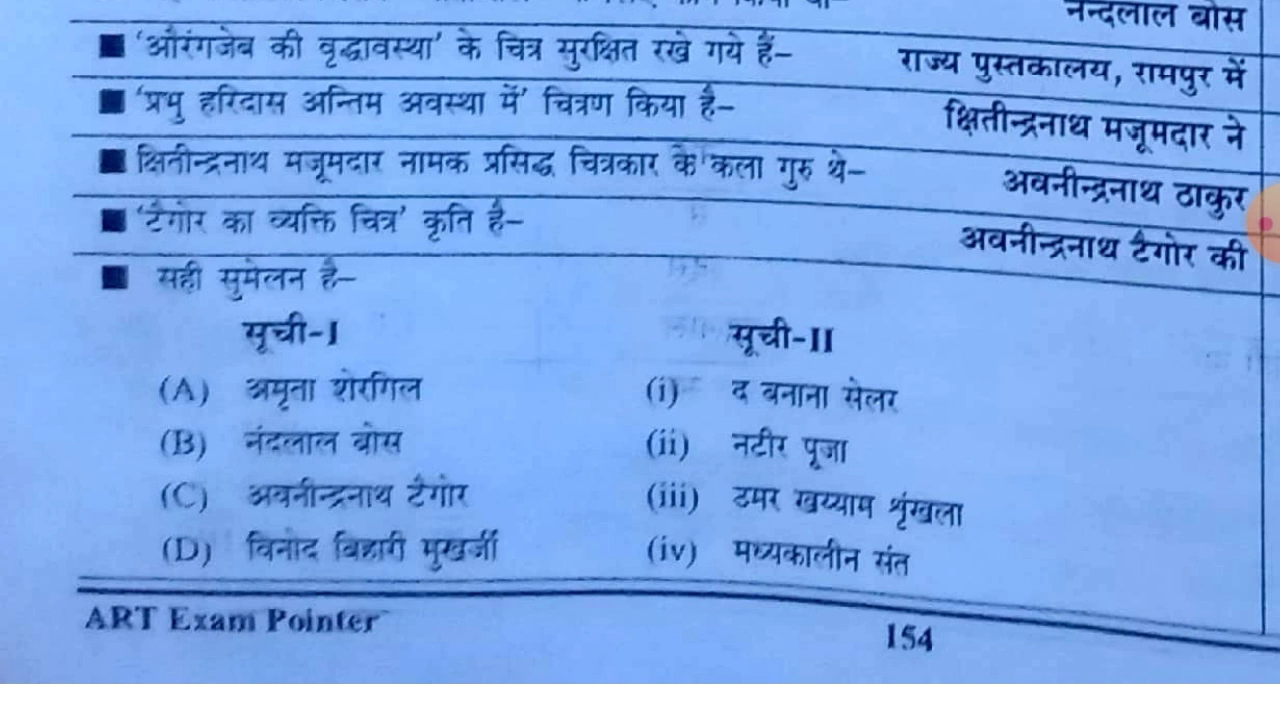 नन्दलाल बोस
■ 'औरंगजेब की वृद्धावस्था' के चित्र सुरक्षित रखे गये हैं– राज्य पुस्तकालय, रामपुर में
■ 'प्रभु हरिदास अन्तिम अवस्था में' चित्रण किया है– क्षितीन्द्रनाथ मजूमदार ने
■ क्षितीन्द्रनाथ मजूमदार नामक प्रसिद्ध चित्रकार के कला गुरु थे– अवनीन्द्रनाथ ठाकुर
■ 'टैगोर का व्यक्ति चित्र' कृति है– अवनीन्द्रनाथ टैगोर की
■ सही सुमेलन है–
सूची-I सूची-II
(A) अमृता शेरगिल (i) द बनाना सेलर
(B) नंदलाल बोस (ii) नटीर पूजा
(C) अवनीन्द्रनाथ टैगोर (iii) उमर खय्याम शृंखला
(D) विनोद बिहारी मुखर्जी (iv) मध्यकालीन संत
ART Exam Pointer 154